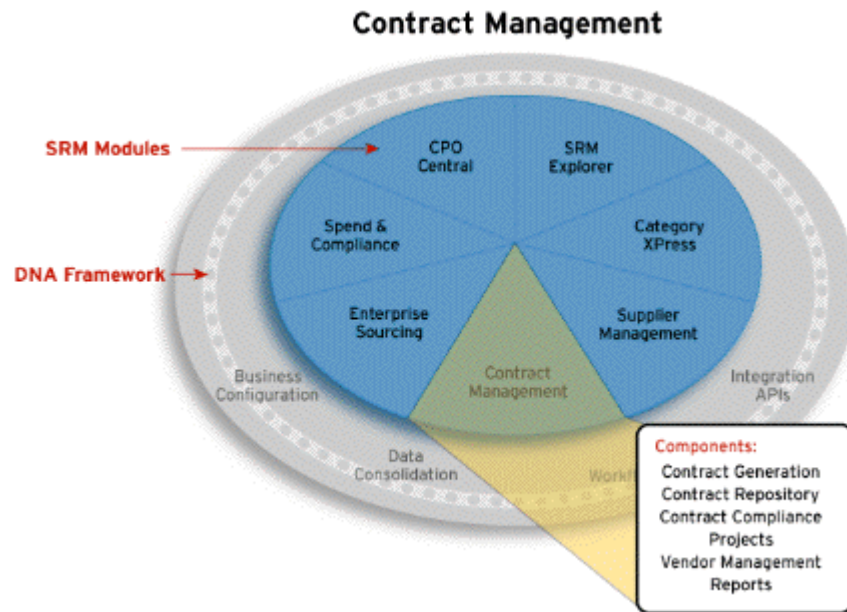 Contract Management
SRM Modules
CPO
Central
SRM
Explorer
Spend &
Compliance
Category
XPress
DNA Framework
Enterprise
Sourcing
Supplier
Management
Contract
Management
Business
Configuration
Integration
APIs
Data
Consolidation
Components:
Contract Generation
Contract Repository
Contract Compliance
Projects
Vendor Management
Reports